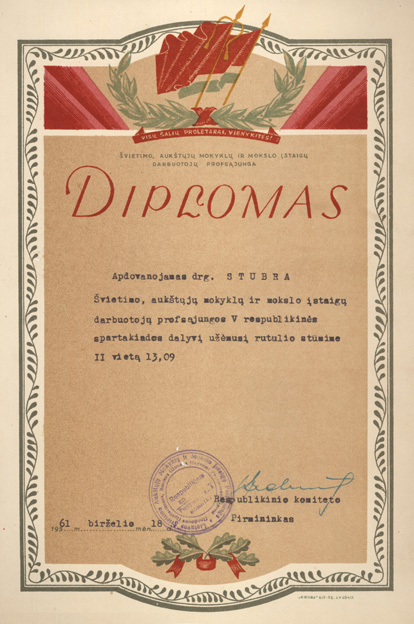 VISŲ ŠALIŲ PROLETARAI, VIENYKITĖS!
ŠVIETIMO, AUKŠTŲJŲ MOKYKLŲ IR MOKSLO ĮSTAIGŲ
DARBUOTOJŲ PROFSĄJUNGA
DIPLOMAS
Apdovanojamas drg. S T U B R A
Švietimo, aukštųjų mokyklų ir mokslo įstaigų
darbuotojų profsąjungos V respublikinės
spartakiados dalyvį užėmusį rutulio stūmime
II vietą 13,09
Respublikinio komiteto
Pirmininkas
1961 m. birželio mėn. 18